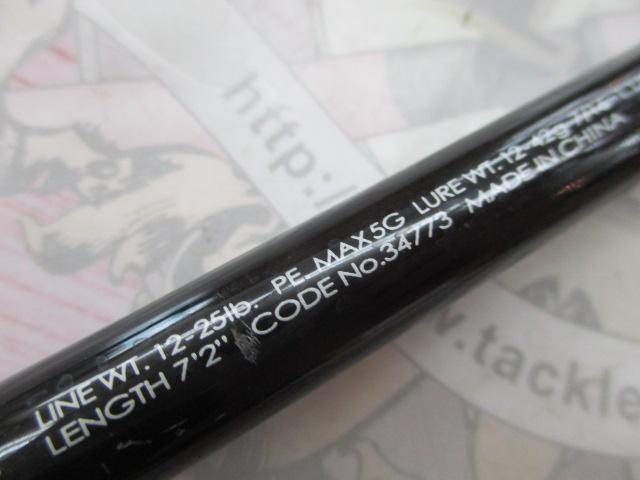 LINE WT. 12-25lb. PE MAX5G LURE WT. 12-42g
LENGTH 7'2" CODE No.34773 MADE IN CHINA
http:
w.tackle